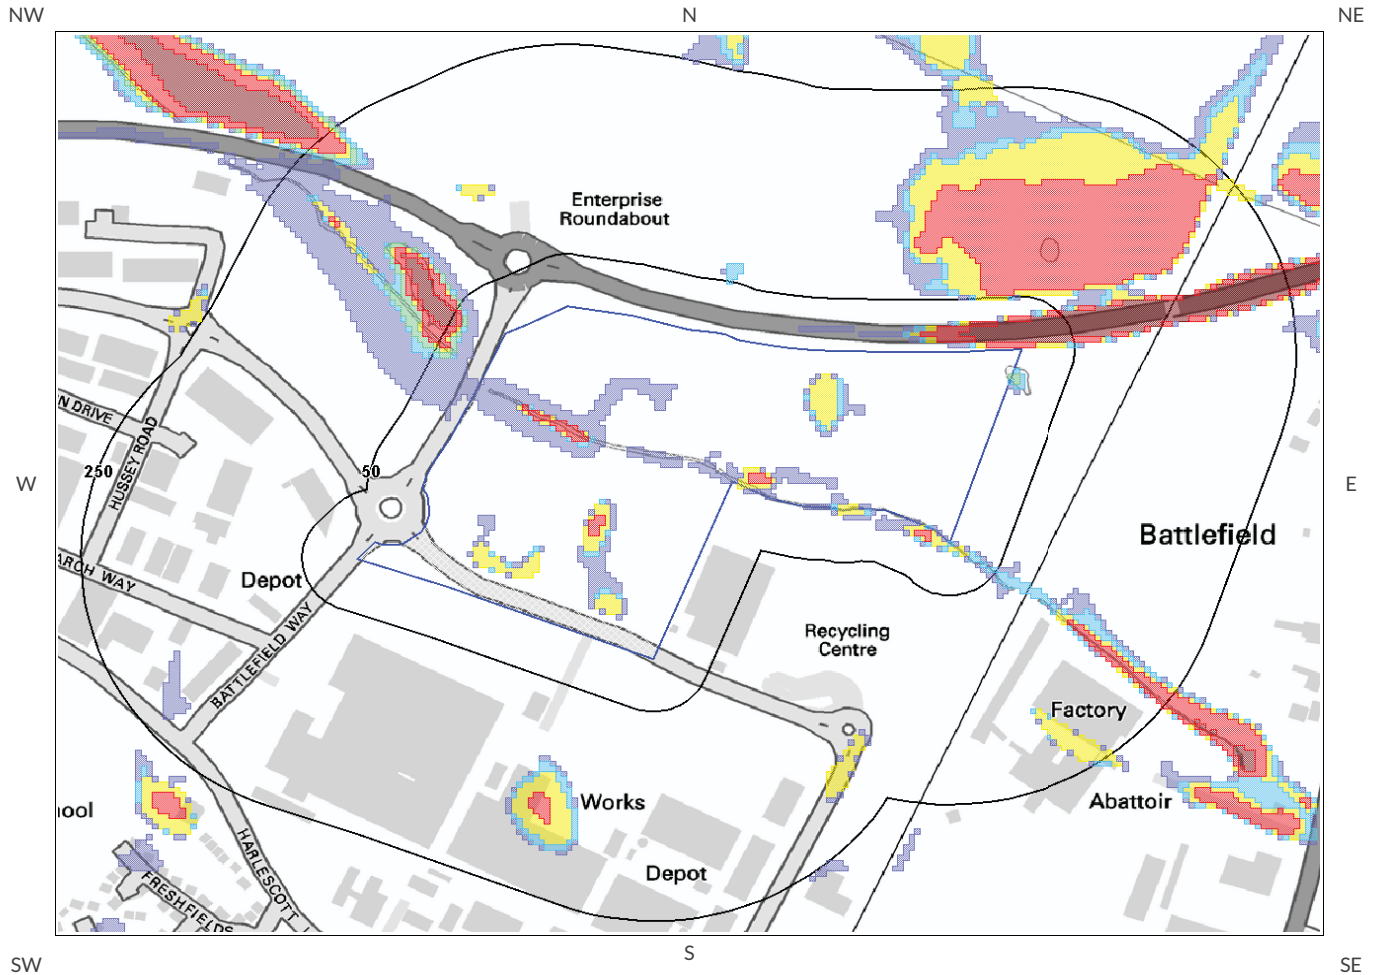 NW
N
NE
Enterprise
Roundabout
N DRIVE
HUSSEY ROAD
250
50
W
E
Battlefield
ARCH WAY
Depot
BATTLEFIELD WAY
Recycling
Centre
Factory
Abattoir
Works
ool
HARLESCOTT L
Depot
FRESHFIELDS
SW
S
SE